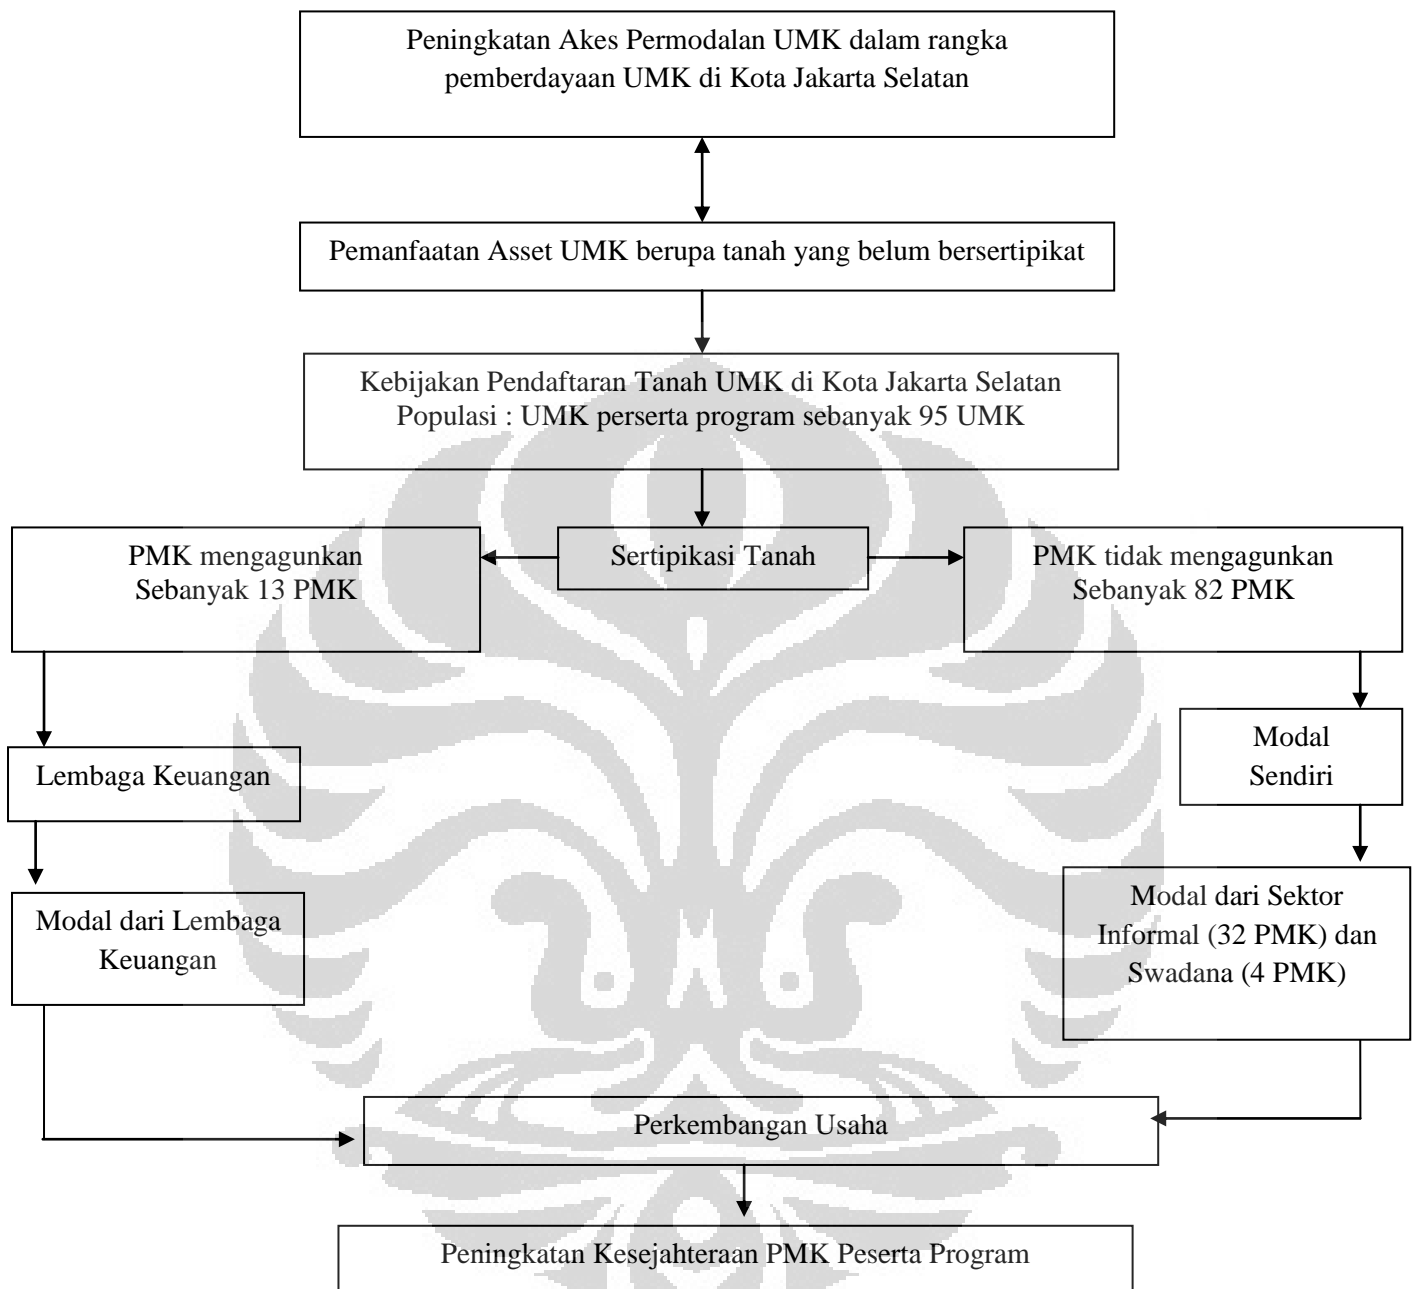 Peningkatan Akes Permodalan UMK dalam rangka
pemberdayaan UMK di Kota Jakarta Selatan
Pemanfaatan Asset UMK berupa tanah yang belum bersertipikat
Kebijakan Pendaftaran Tanah UMK di Kota Jakarta Selatan
Populasi : UMK perserta program sebanyak 95 UMK
PMK mengagunkan
Sebanyak 13 PMK
Sertipikasi Tanah
PMK tidak mengagunkan
Sebanyak 82 PMK
Lembaga Keuangan
Modal
Sendiri
Modal dari Lembaga
Keuangan
Modal dari Sektor
Informal (32 PMK) dan
Swadana (4 PMK)
Perkembangan Usaha
Peningkatan Kesejahteraan PMK Peserta Program